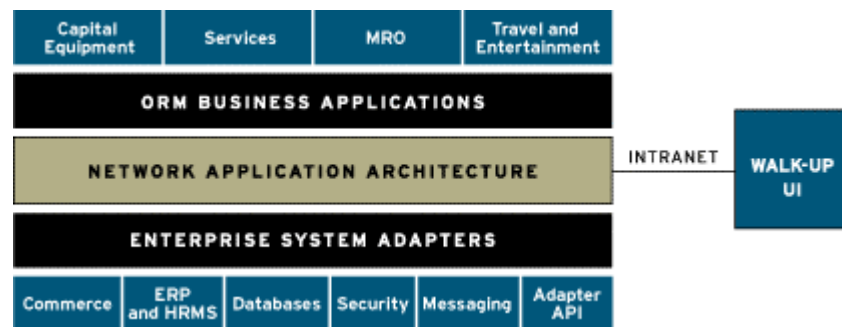 Capital
Equipment
Services
MRO
Travel and
Entertainment
ORM BUSINESS APPLICATIONS
NETWORK APPLICATION ARCHITECTURE
INTRANET
WALK-UP
UI
ENTERPRISE SYSTEM ADAPTERS
Commerce
ERP
and HRMS
Databases
Security
Messaging
Adapter
API